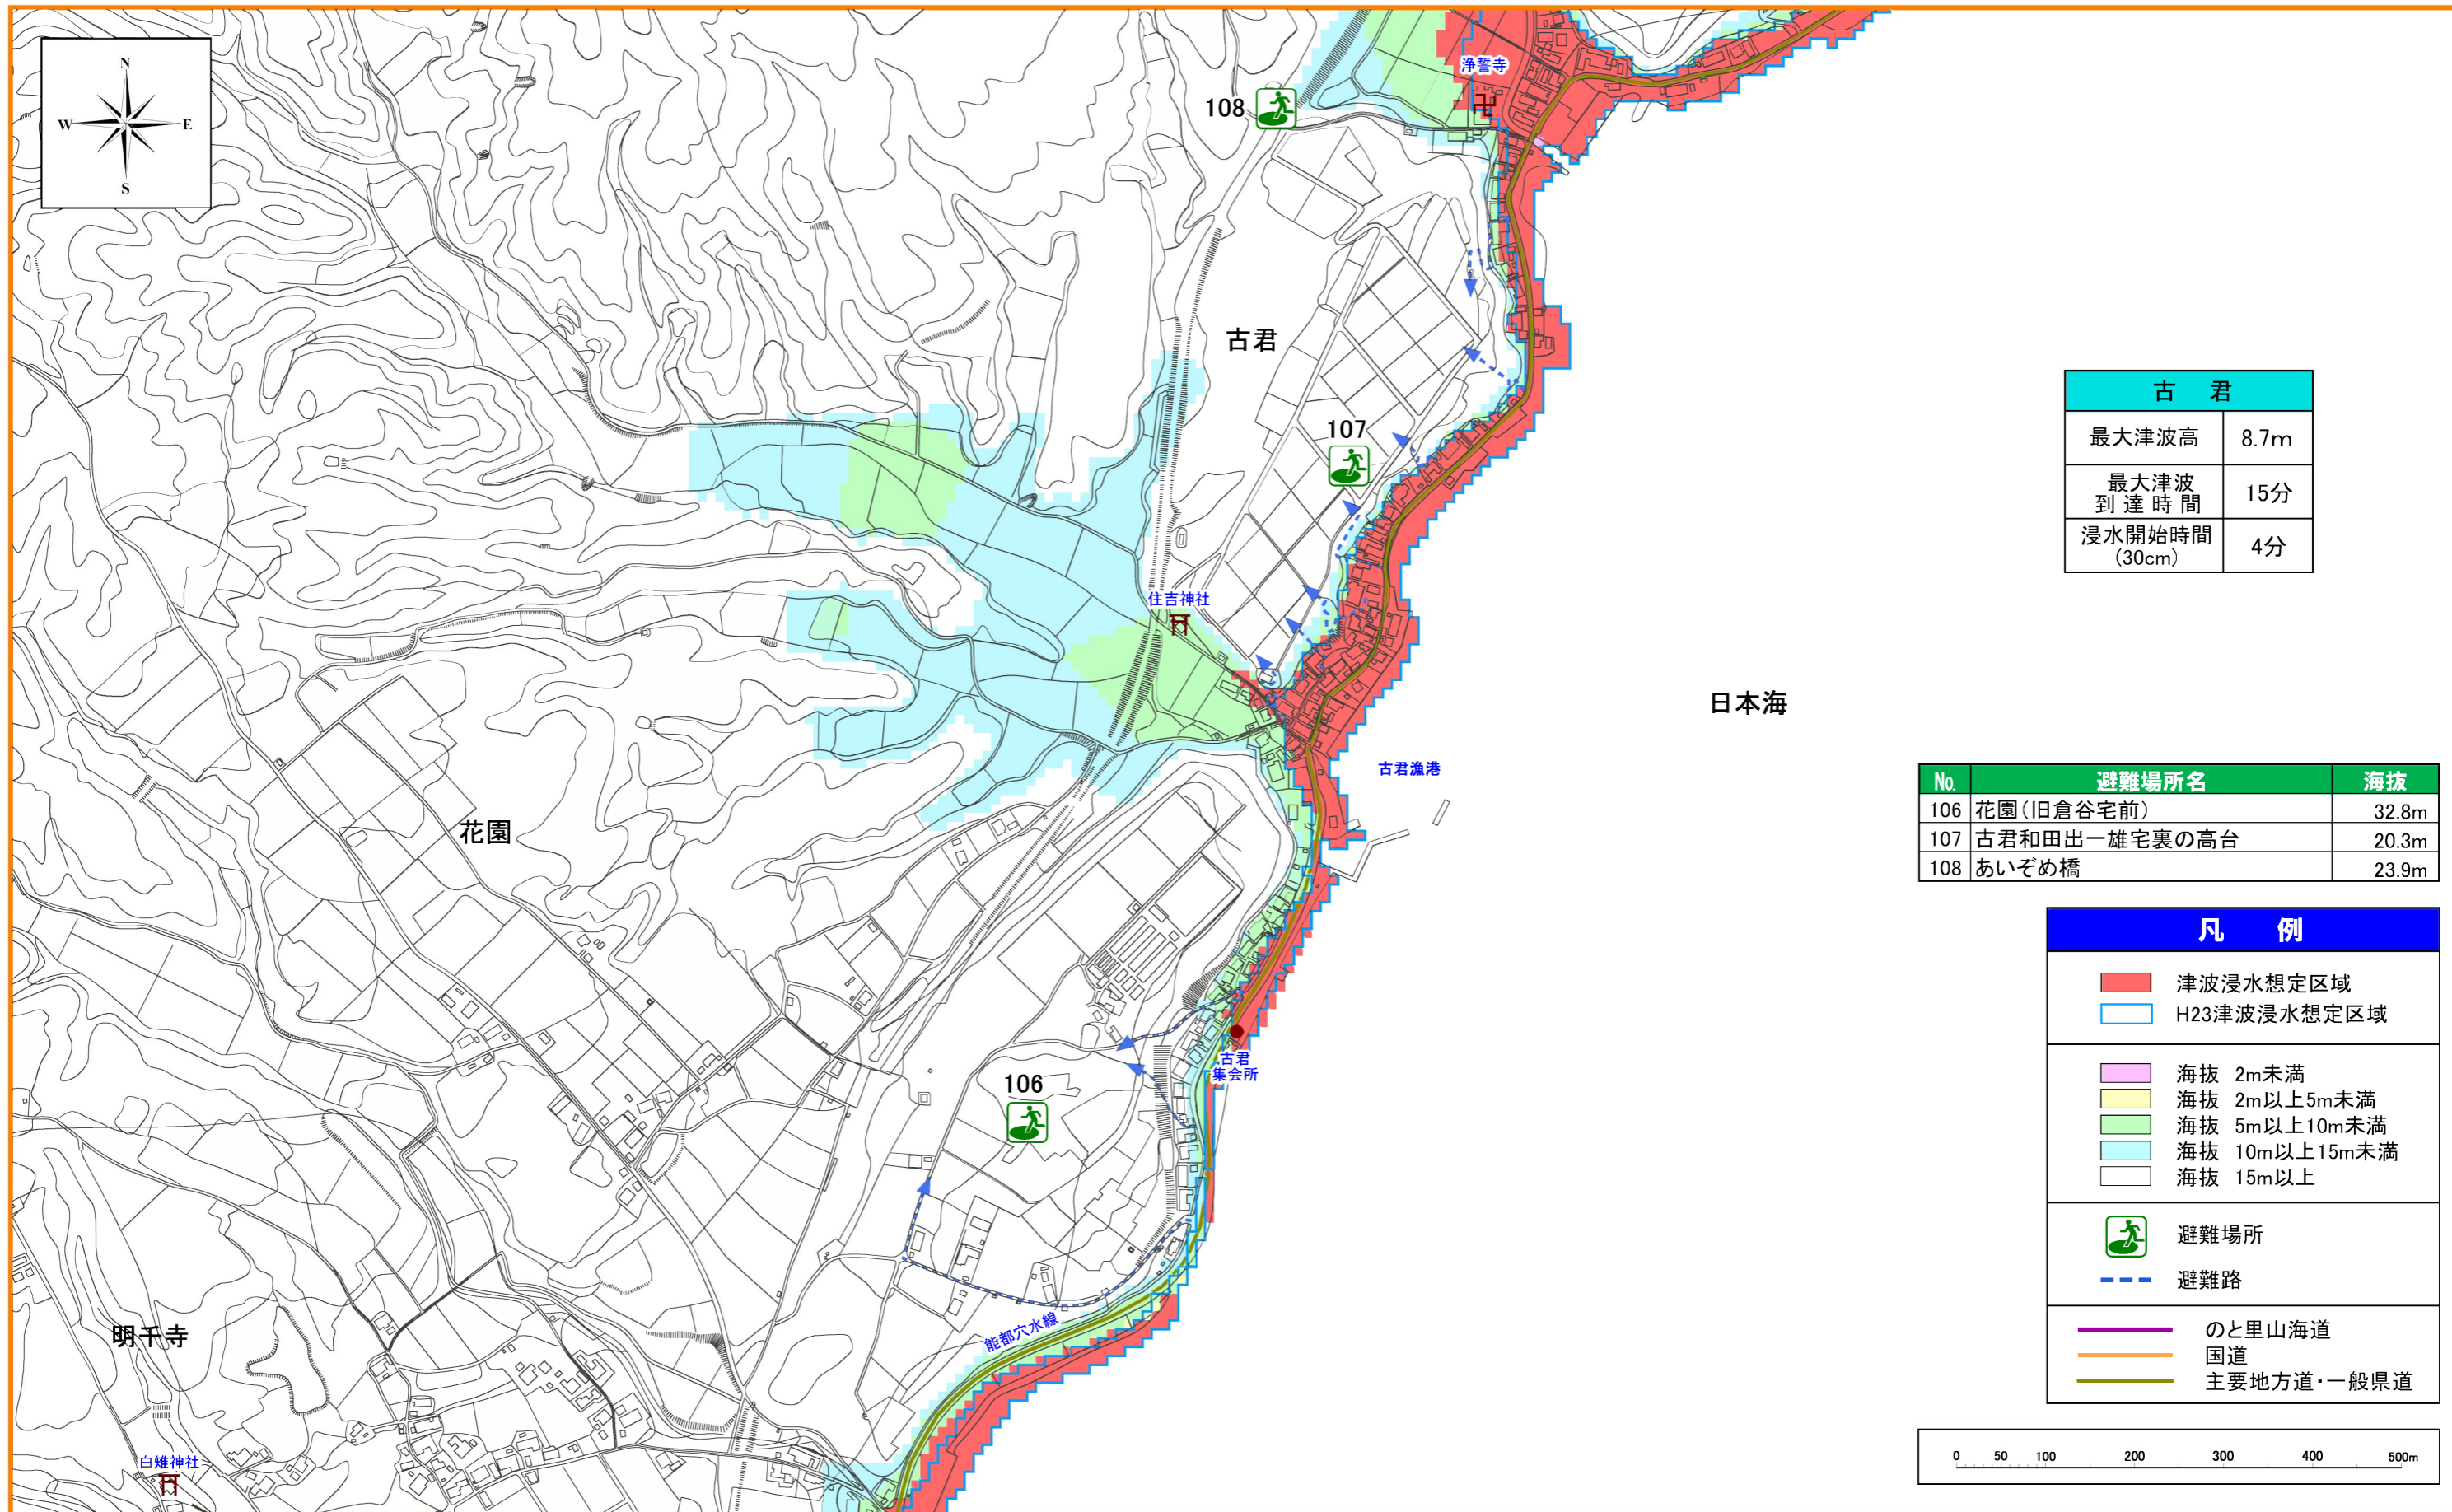 N
W E
S
浄誓寺
108
古君
107
住吉神社
日本海
古君漁港
花園
古君
集会所
106
能都穴水線
明千寺
白雉神社
古 君
最大津波高 8.7m
最大津波
到達時間 15分
浸水開始時間
(30cm) 4分
No. 避難場所名 海抜
106 花園(旧倉谷宅前) 32.8m
107 古君和田出一雄宅裏の高台 20.3m
108 あいぞめ橋 23.9m
凡 例
津波浸水想定区域
H23津波浸水想定区域
海抜 2m未満
海抜 2m以上5m未満
海抜 5m以上10m未満
海抜 10m以上15m未満
海抜 15m以上
避難場所
避難路
のと里山海道
国道
主要地方道・一般県道
0 50 100 200 300 400 500m